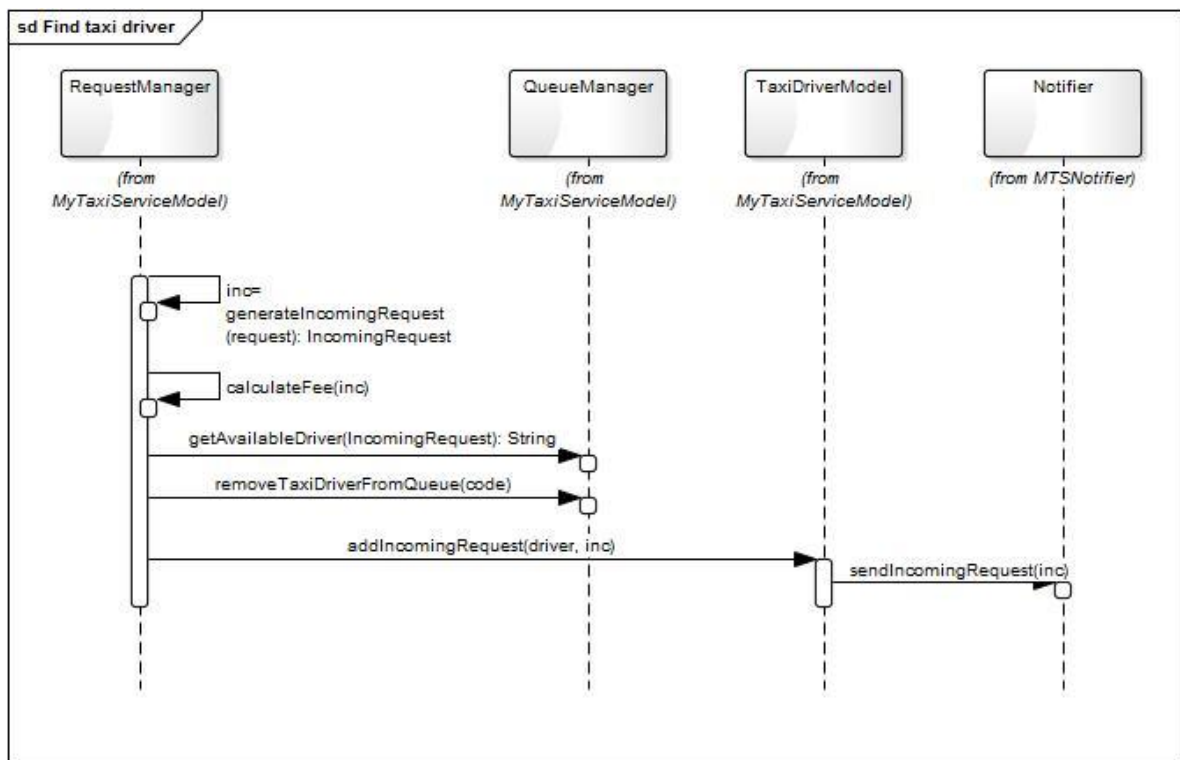 sd Find taxi driver
RequestManager
QueueManager
TaxiDriverModel
Notifier
(from
MyTaxiServiceModel)
(from
MyTaxiServiceModel)
(from
MyTaxiServiceModel)
(from MTSNotifier)
inc=
generateIncomingRequest
(request): IncomingRequest
calculateFee(inc)
getAvailableDriver(IncomingRequest): String
removeTaxiDriverFromQueue(code)
addIncomingRequest(driver, inc)
sendIncomingRequest(inc)